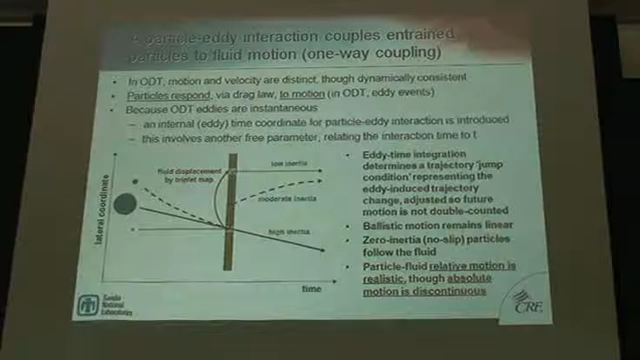 A particle-eddy interaction couples entrained
particles to fluid motion (one-way coupling)
• In ODT, motion and velocity are distinct, though dynamically consistent
• Particles respond, via drag law, to motion (in ODT, eddy events)
• Because ODT eddies are instantaneous
– an internal (eddy) time coordinate for particle-eddy interaction is introduced
– this involves another free parameter, relating the interaction time to t
lateral coordinate
fluid displacement
by triplet map
low inertia
moderate inertia
high inertia
time
• Eddy-time integration
determines a trajectory 'jump
condition' representing the
eddy-induced trajectory
change, adjusted so future
motion is not double-counted
• Ballistic motion remains linear
• Zero-inertia (no-slip) particles
follow the fluid
• Particle-fluid relative motion is
realistic, though absolute
motion is discontinuous
Sandia
National
Laboratories
CRF